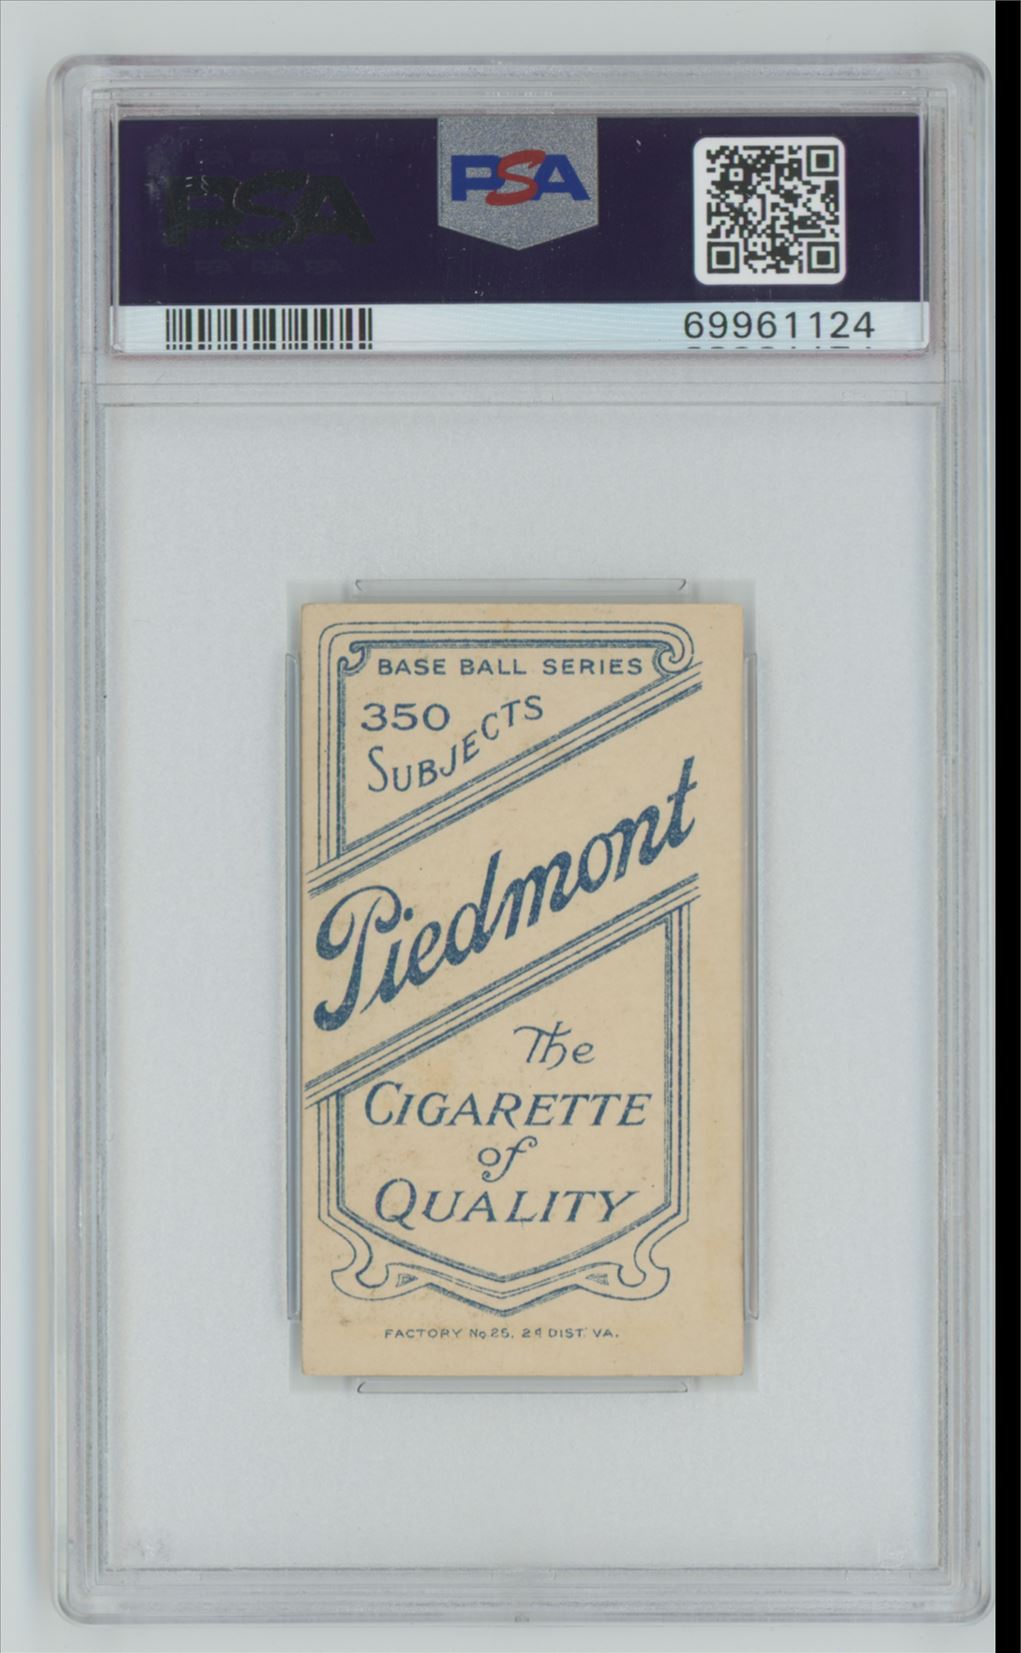 PSA
PSA
69961124
BASE BALL SERIES
350
SUBJECTS
Piedmont
The
CIGARETTE
of
QUALITY
FACTORY No 25, 2d DIST. VA.